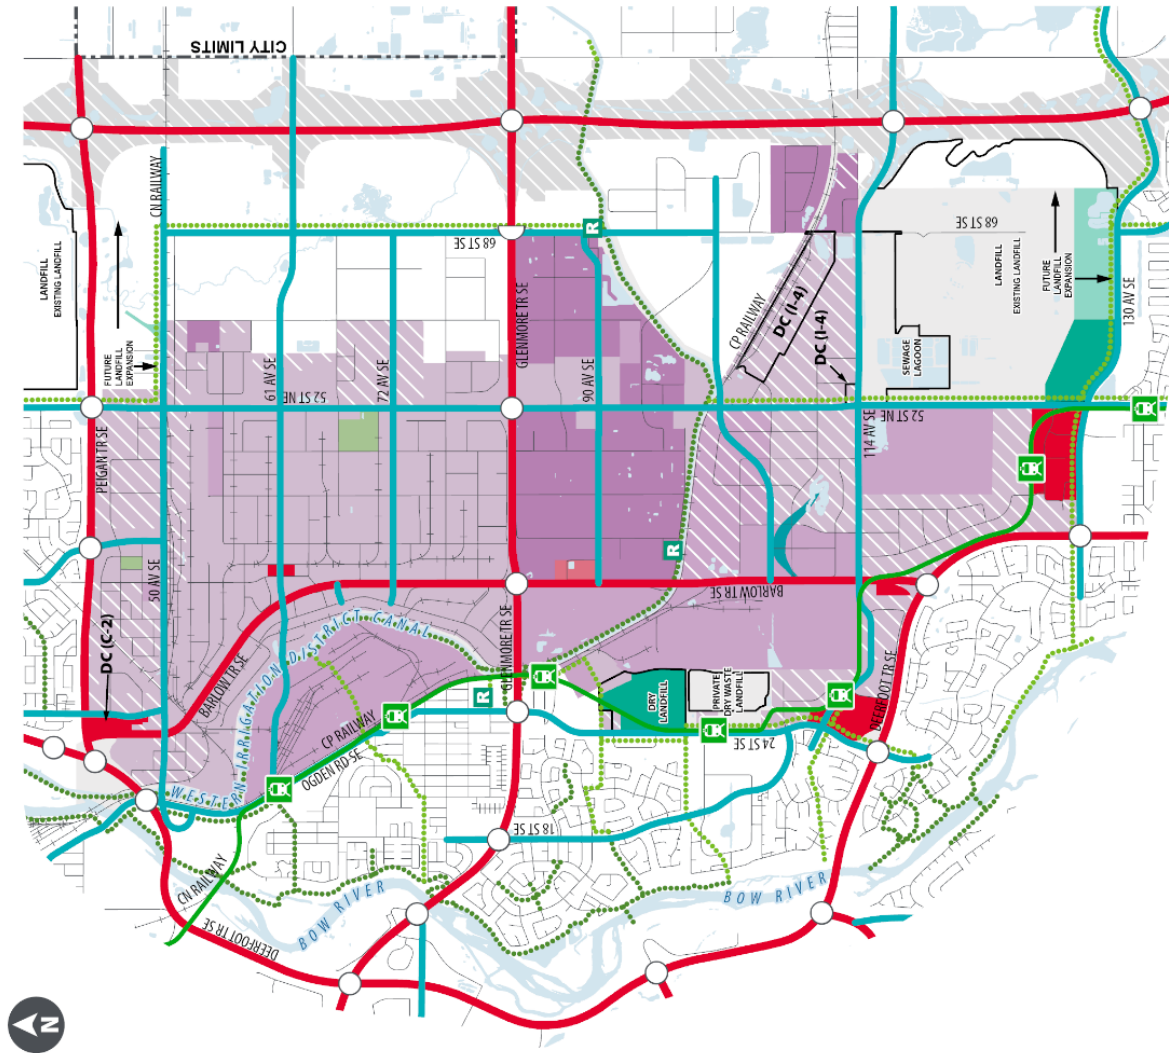 CITY LIMITS
CN RAILWAY
LANDFILL
EXISTING LANDFILL
FUTURE
LANDFILL
EXPANSION
PEIGAN TR SE
50 AV SE
61 AV SE
52 ST NE
72 AV SE
68 ST SE
GLENMORE TR SE
R
90 AV SE
CP RAILWAY
DC (I-4)
DC (I-4)
114 AV SE
SEWAGE
LAGOON
LANDFILL
EXISTING LANDFILL
68 ST SE
FUTURE
LANDFILL
EXPANSION
130 AV SE
52 ST NE
R
BARLOW TR SE
DC (C-2)
BARLOW TR SE
WESTERN IRRIGATION DISTRICT CANAL
GLENMORE TR SE
R
CP RAILWAY
OGDEN RD SE
DRY
LANDFILL
PRIVATE
DRY WASTE
LANDFILL
24 ST SE
DEERFOOT TR SE
18 ST SE
CN RAILWAY
DEERFOOT TR SE
BOW RIVER
BOW RIVER
N